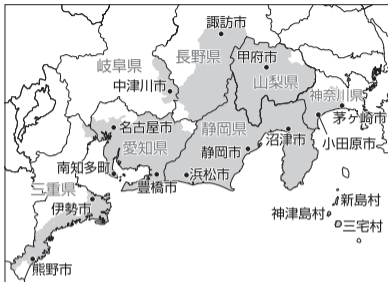 諏訪市
長野県
甲府市
岐阜県
中津川市
山梨県
神奈川県
茅ヶ崎市
名古屋市
静岡県
沼津市
小田原市
愛知県
静岡市
南知多町
三重県
豊橋市
浜松市
伊勢市
新島村
神津島村
三宅村
熊野市